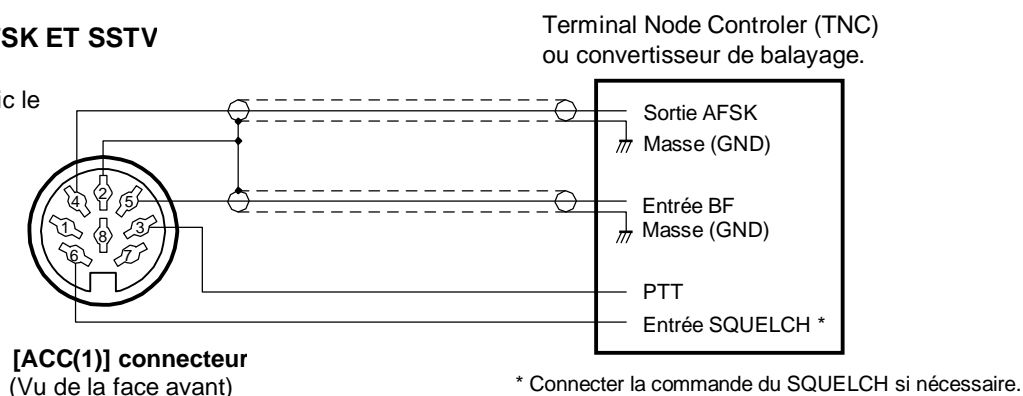 SK ET SSTV
ic le
Terminal Node Controler (TNC)
ou convertisseur de balayage.
Sortie AFSK
Masse (GND)
Entrée BF
Masse (GND)
PTT
Entrée SQUELCH *
4
2
5
1
8
3
6
7
[ACC(1)] connecteur
(Vu de la face avant)
* Connecter la commande du SQUELCH si nécessaire.